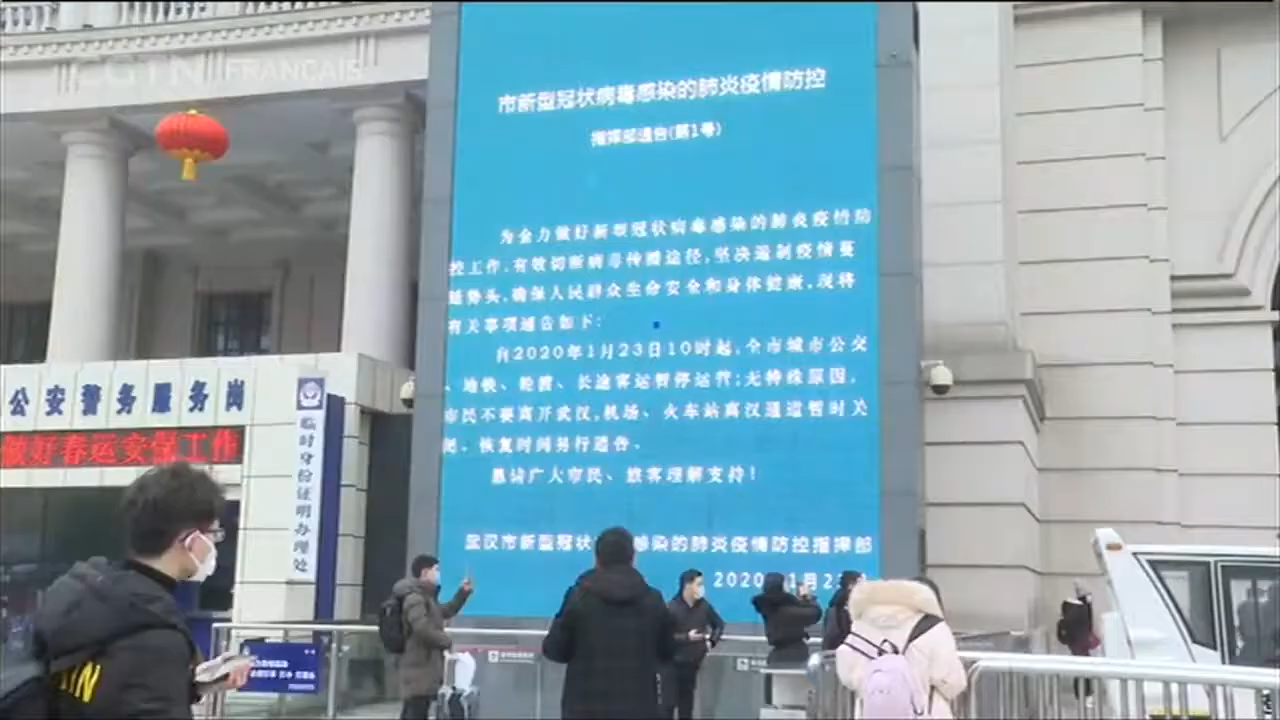 CGTN FRANÇAIS
市新型冠状病毒感染的肺炎疫情防控
指挥部通告(第1号)
为全力做好新型冠状病毒感染的肺炎疫情防
控工作,有效切断病毒传播途径,坚决遏制疫情蔓
延势头,确保人民群众生命安全和身体健康,现将
有关事项通告如下:
自2020年1月23日10时起,全市城市公交
、地铁、轮渡、长途客运暂停运营;无特殊原因,
市民不要离开武汉,机场、火车站离汉通道暂时关
闭。恢复时间另行通告。
恳请广大市民、旅客理解支持!
武汉市新型冠状 感染的肺炎疫情防控指挥部
2020 1月2
公安警务服务岗
做好春运安保工作
临时身份证明办理处